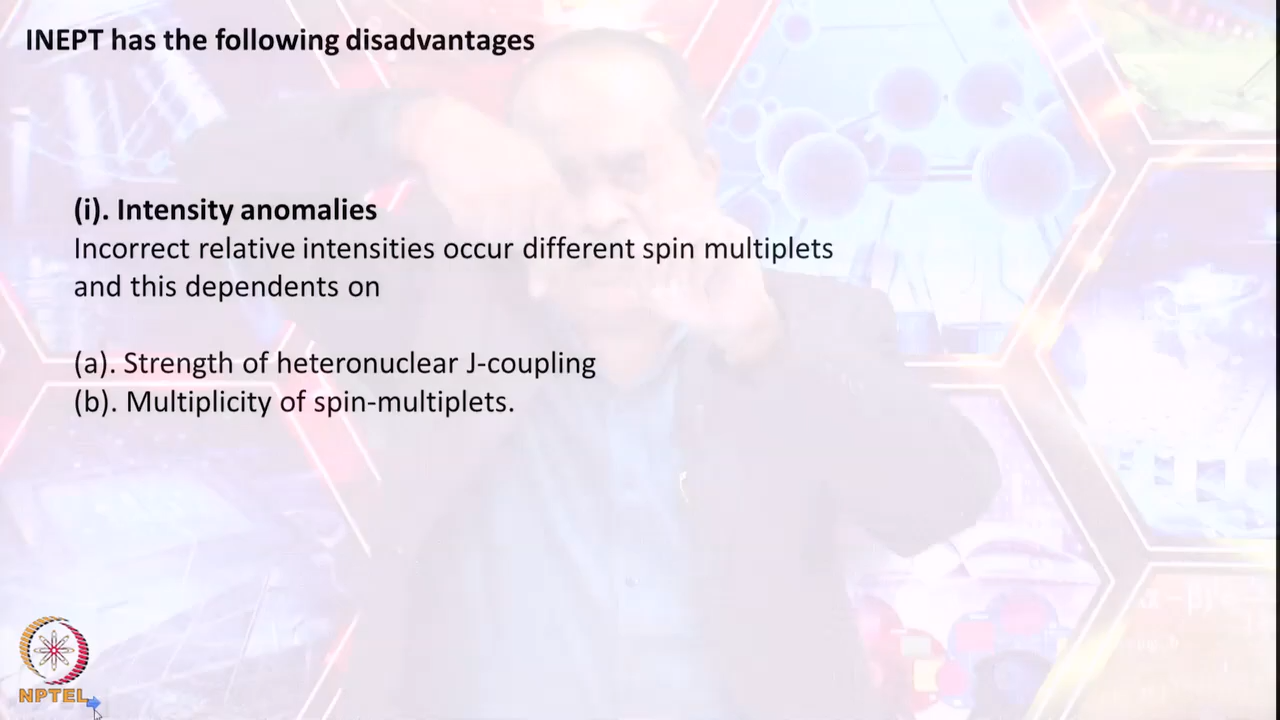 INEPT has the following disadvantages
(i). Intensity anomalies
Incorrect relative intensities occur different spin multiplets
and this dependents on
(a). Strength of heteronuclear J-coupling
(b). Multiplicity of spin-multiplets.
NPTEL